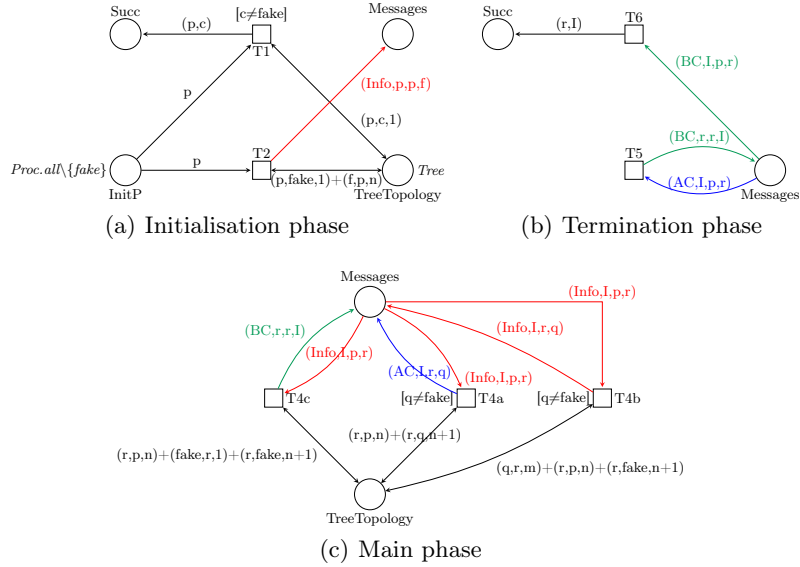 Succ
(p,c)
[c≠fake]
T1
Messages
p
(Info,p,p,f)
(p,c,1)
Proc.all\{fake}
InitP
p
T2
(p,fake,1)+(f,p,n)
Tree
TreeTopology
(a) Initialisation phase
Succ
(r,I)
T6
(BC,I,p,r)
(BC,r,r,I)
T5
(AC,I,p,r)
Messages
(b) Termination phase
Messages
(Info,I,p,r)
(BC,r,r,I)
(Info,I,r,q)
(Info,I,p,r)
(AC,I,r,q)
(Info,I,p,r)
T4c
[q≠fake]
T4a
[q≠fake]
T4b
(r,p,n)+(r,q,n+1)
(r,p,n)+(fake,r,1)+(r,fake,n+1)
(q,r,m)+(r,p,n)+(r,fake,n+1)
TreeTopology
(c) Main phase